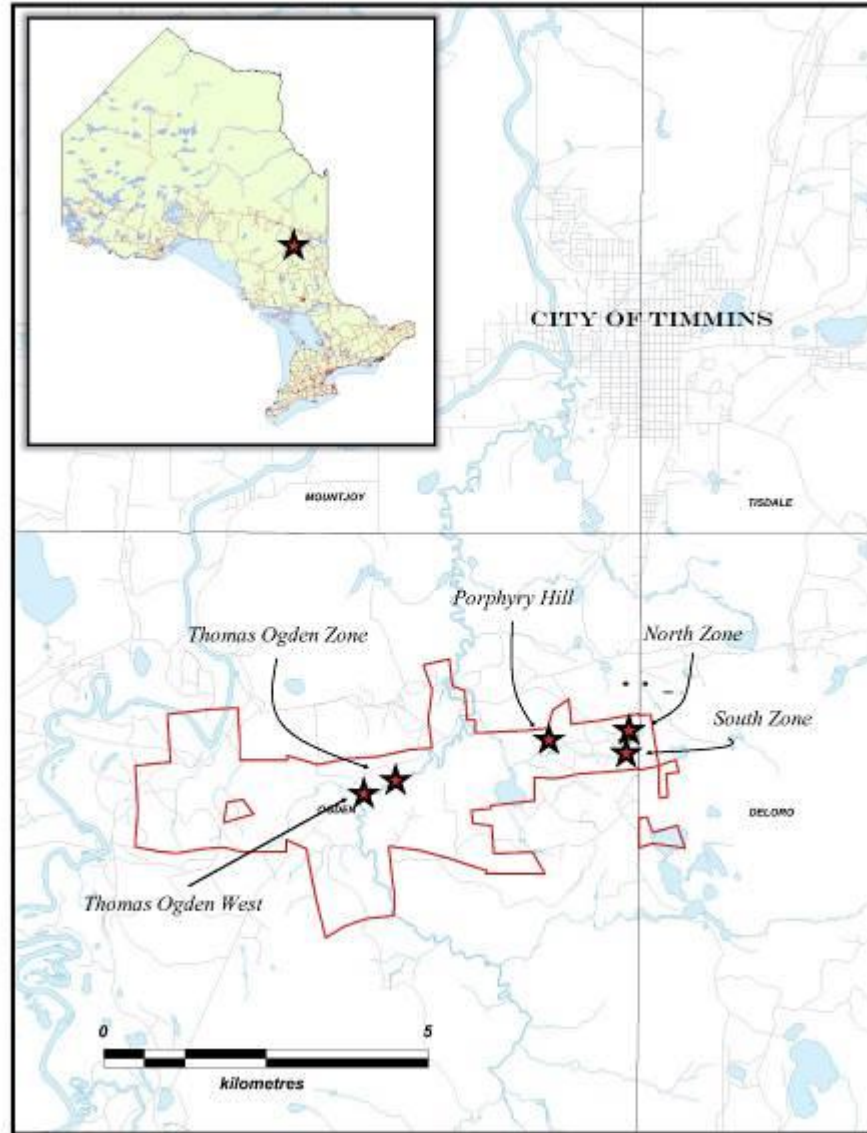 CITY OF TIMMINS
MOUNTJOY
TISDALE
Porphyry Hill
Thomas Ogden Zone
North Zone
South Zone
OGDEN
DELORO
Thomas Ogden West
0 5
kilometres